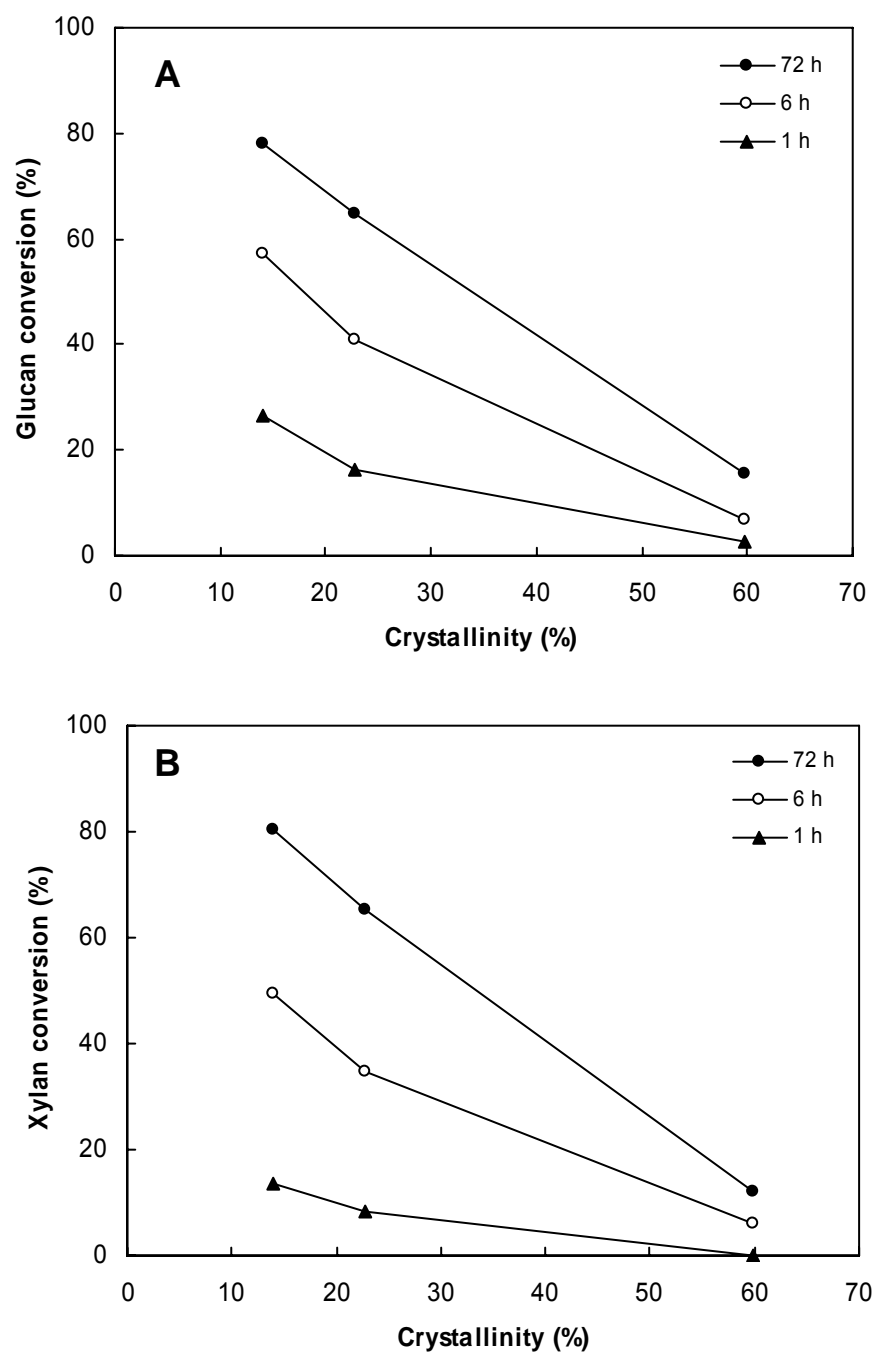 100
A
72 h
6 h
1 h
80
60
40
20
0
Glucan conversion (%)
0 10 20 30 40 50 60 70
Crystallinity (%)
100
B
72 h
6 h
1 h
80
60
40
20
0
Xylan conversion (%)
0 10 20 30 40 50 60 70
Crystallinity (%)